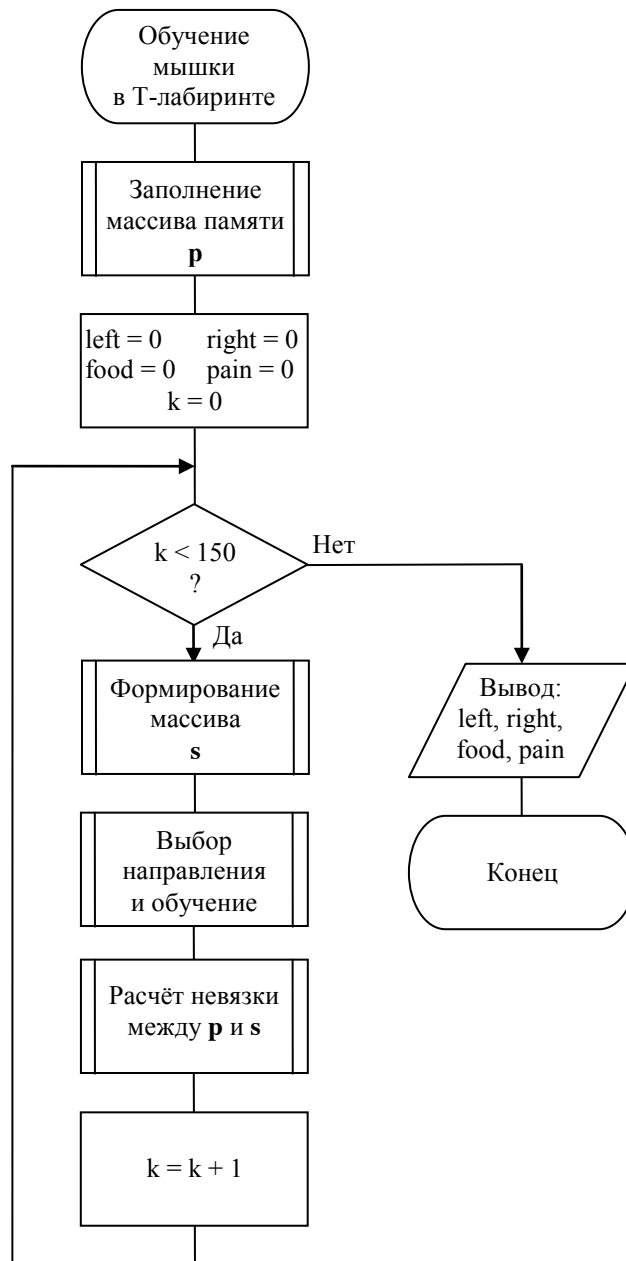 Обучение
мышки
в Т-лабиринте
Заполнение
массива памяти
p
left = 0 right = 0
food = 0 pain = 0
k = 0
k < 150
?
Нет
Да
Формирование
массива
s
Вывод:
left, right,
food, pain
Выбор
направления
и обучение
Конец
Расчёт невязки
между p и s
k = k + 1